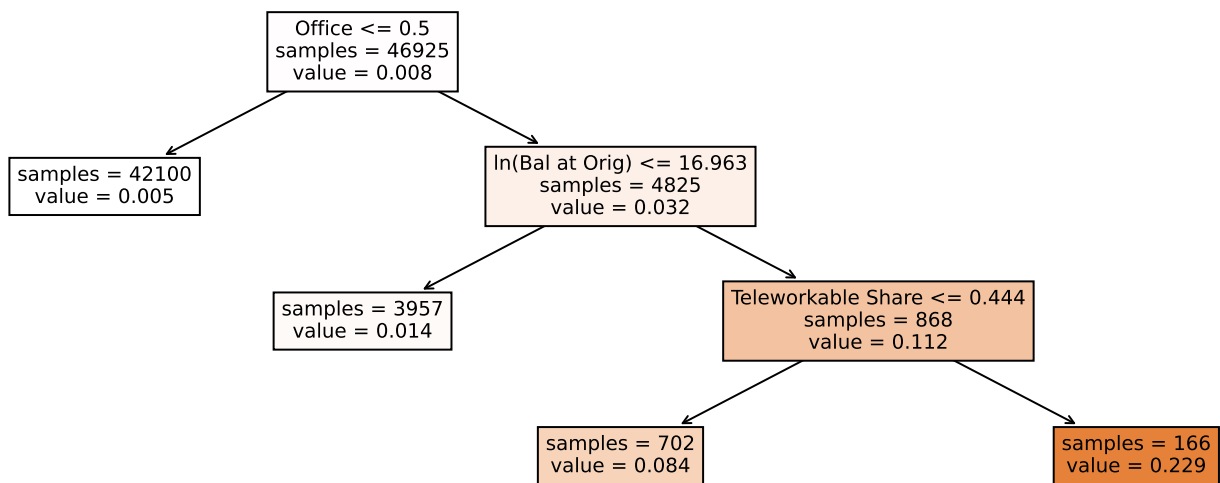 Office <= 0.5
samples = 46925
value = 0.008
samples = 42100
value = 0.005
ln(Bal at Orig) <= 16.963
samples = 4825
value = 0.032
samples = 3957
value = 0.014
Teleworkable Share <= 0.444
samples = 868
value = 0.112
samples = 702
value = 0.084
samples = 166
value = 0.229